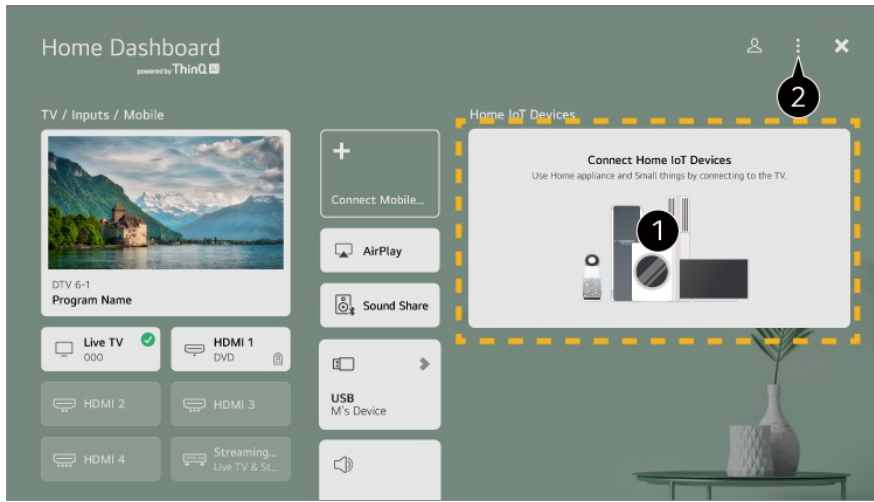 Home Dashboard
powered by ThinQ AI
2
TV / Inputs / Mobile
Home IoT Devices
Connect Home IoT Devices
Use Home appliance and Small things by connecting to the TV.
1
DTV 6-1
Program Name
Connect Mobile...
AirPlay
Sound Share
Live TV
000
HDMI 1
DVD
USB
M's Device
HDMI 2
HDMI 3
HDMI 4
Streaming...
Live TV & St...